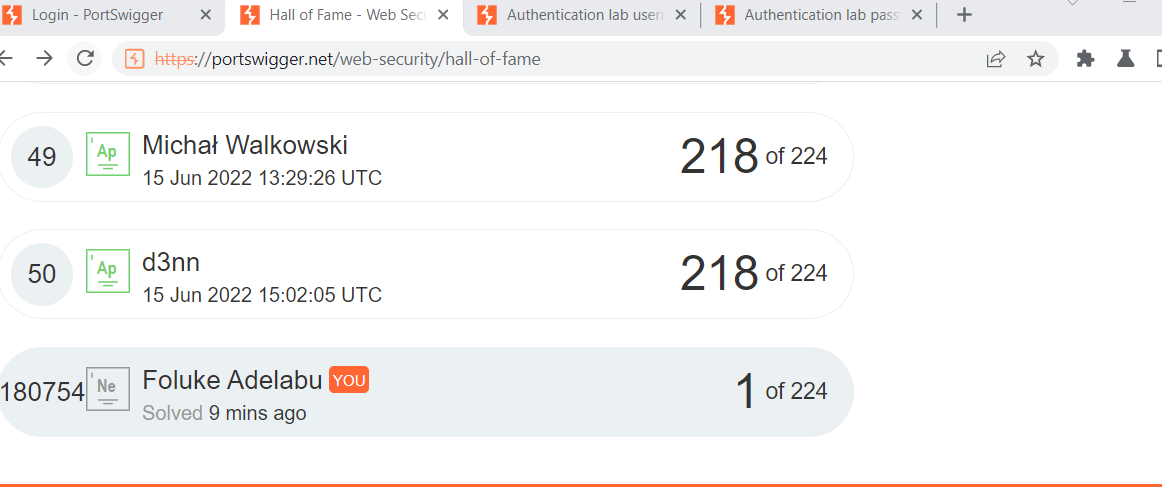 Login - PortSwigger
Hall of Fame - Web Sec
Authentication lab user
Authentication lab pass
https://portswigger.net/web-security/hall-of-fame
49 Ap Michał Walkowski 218 of 224
15 Jun 2022 13:29:26 UTC
50 Ap d3nn 218 of 224
15 Jun 2022 15:02:05 UTC
180754 Ne Foluke Adelabu YOU 1 of 224
Solved 9 mins ago